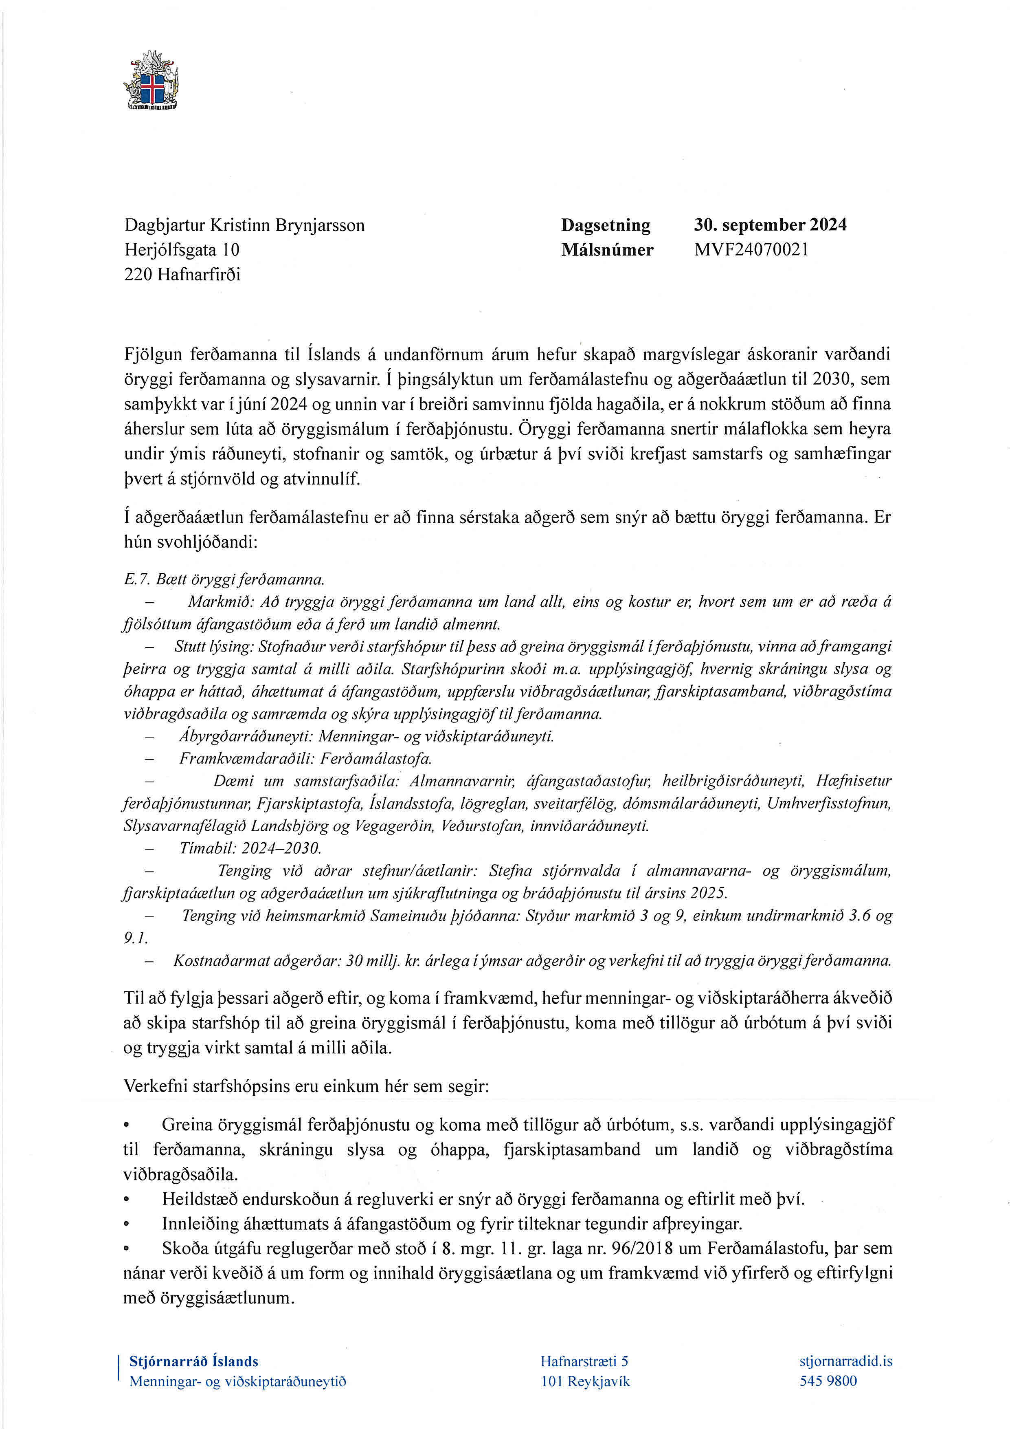 Dagbjartur Kristinn Brynjarsson
Herjólfsgata 10
220 Hafnarfirði
Dagsetning 30. september 2024
Málsnúmer MVF24070021
Fjölgun ferðamanna til Íslands á undanförnum árum hefur skapað margvíslegar áskoranir varðandi
öryggi ferðamanna og slysavarnir. Í þingsályktun um ferðamálastefnu og aðgerðaáætlun til 2030, sem
samþykkt var í júní 2024 og unnin var í breiðri samvinnu fjölda hagaðila, er á nokkrum stöðum að finna
áherslur sem lúta að öryggismálum í ferðaþjónustu. Öryggi ferðamanna snertir málaflokka sem heyra
undir ýmis ráðuneyti, stofnanir og samtök, og úrbætur á því sviði krefjast samstarfs og samhæfingar
þvert á stjórnvöld og atvinnulíf.
Í aðgerðaáætlun ferðamálastefnu er að finna sérstaka aðgerð sem snýr að bættu öryggi ferðamanna. Er
hún svohljóðandi:
E.7. Bætt öryggi ferðamanna.
– Markmið: Að tryggja öryggi ferðamanna um land allt, eins og kostur er, hvort sem um er að ræða á
fjölsóttum áfangastöðum eða á ferð um landið almennt.
– Stutt lýsing: Stofnaður verði starfshópur til þess að greina öryggismál í ferðaþjónustu, vinna að framgangi
þeirra og tryggja samtal á milli aðila. Starfshópurinn skoði m.a. upplýsingagjöf, hvernig skráningu slysa og
óhappa er háttað, áhættumat á áfangastöðum, uppfærslu viðbragðsáætlunar, fjarskiptasamband, viðbragðstíma
viðbragðsaðila og samræmda og skýra upplýsingagjöf til ferðamanna.
– Ábyrgðarráðuneyti: Menningar- og viðskiptaráðuneyti.
– Framkvæmdaraðili: Ferðamálastofa.
– Dæmi um samstarfsaðila: Almannavarnir, áfangastaðastofur, heilbrigðisráðuneyti, Hæfnisetur
ferðaþjónustunnar, Fjarskiptastofa, Íslandsstofa, lögreglan, sveitarfélög, dómsmálaráðuneyti, Umhverfisstofnun,
Slysavarnafélagið Landsbjörg og Vegagerðin, Veðurstofan, innviðaráðuneyti.
– Tímabil: 2024–2030.
– Tenging við aðrar stefnur/áætlanir: Stefna stjórnvalda í almannavarna- og öryggismálum,
fjarskiptaáætlun og aðgerðaáætlun um sjúkraflutninga og bráðaþjónustu til ársins 2025.
– Tenging við heimsmarkmið Sameinuðu þjóðanna: Styður markmið 3 og 9, einkum undirmarkmið 3.6 og
9.1.
– Kostnaðarmat aðgerðar: 30 millj. kr. árlega í ýmsar aðgerðir og verkefni til að tryggja öryggi ferðamanna.
Til að fylgja þessari aðgerð eftir, og koma í framkvæmd, hefur menningar- og viðskiptaráðherra ákveðið
að skipa starfshóp til að greina öryggismál í ferðaþjónustu, koma með tillögur að úrbótum á því sviði
og tryggja virkt samtal á milli aðila.
Verkefni starfshópsins eru einkum hér sem segir:
• Greina öryggismál ferðaþjónustu og koma með tillögur að úrbótum, s.s. varðandi upplýsingagjöf
til ferðamanna, skráningu slysa og óhappa, fjarskiptasamband um landið og viðbragðstíma
viðbragðsaðila.
• Heildstæð endurskoðun á regluverki er snýr að öryggi ferðamanna og eftirlit með því.
• Innleiðing áhættumats á áfangastöðum og fyrir tilteknar tegundir afþreyingar.
• Skoða útgáfu reglugerðar með stoð í 8. mgr. 11. gr. laga nr. 96/2018 um Ferðamálastofu, þar sem
nánar verði kveðið á um form og innihald öryggisáætlana og um framkvæmd við yfirferð og eftirfylgni
með öryggisáætlunum.
Stjórnarráð Íslands
Menningar- og viðskiptaráðuneytið
Hafnarstræti 5
101 Reykjavík
stjornarradid.is
545 9800